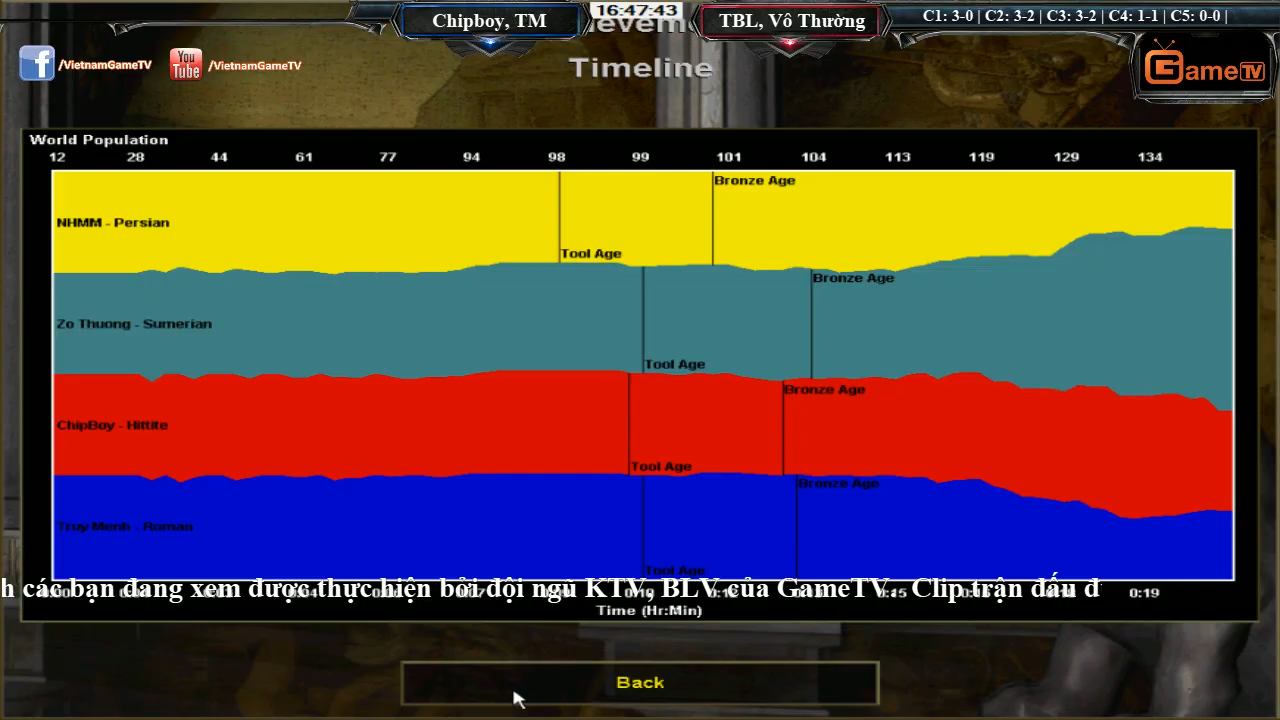 Chipboy, TM
16:47:43
TBL, Vô Thường
C1: 3-0 | C2: 3-2 | C3: 3-2 | C4: 1-1 | C5: 0-0 |
/VietnamGameTV
You Tube
/VietnamGameTV
Timeline
GameTV
World Population
12 28 44 61 77 94 98 99 101 104 113 119 129 134
Bronze Age
NHMM - Persian
Tool Age
Bronze Age
Zo Thuong - Sumerian
Tool Age
Bronze Age
ChipBoy - Hittite
Tool Age
Bronze Age
Truy Menh - Roman
Tool Age
h các bạn đang xem được thực hiện bởi đội ngũ KTV, BLV của GameTV. Clip trận đấu đ
0:19
Time (Hr:Min)
Back